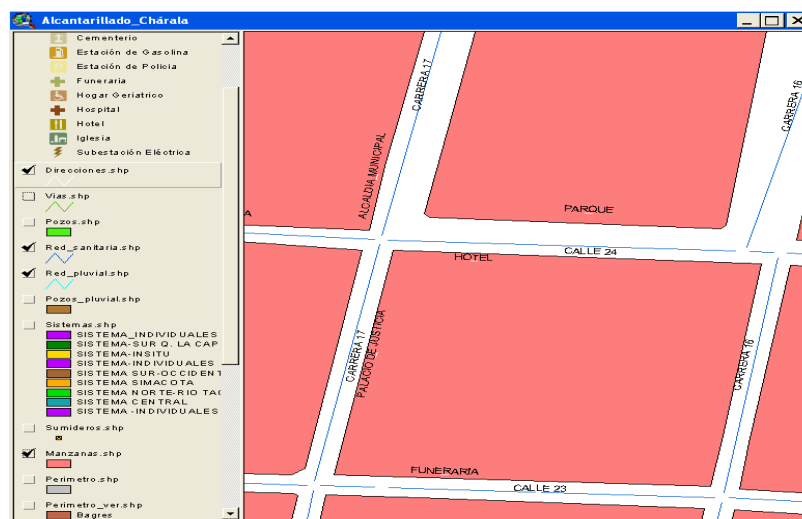 Alcantarillado_Chárala
Cementerio
Estación de Gasolina
Estación de Policía
Funeraria
Hogar Geriatrico
Hospital
Hotel
Iglesia
Subestación Eléctrica
Direcciones.shp
Vias.shp
Pozos.shp
Red_sanitaria.shp
Red_pluvial.shp
Pozos_pluvial.shp
Sistemas.shp
SISTEMA_INDIVIDUALES
SISTEMA-SUR Q. LA CAP
SISTEMA-INSITU
SISTEMA-INDIVIDUALES
SISTEMA SUR-OCCIDENT
SISTEMA SIMACOTA
SISTEMA NORTE-RIO TAC
SISTEMA CENTRAL
SISTEMA -INDIVIDUALES
Sumideros.shp
Manzanas.shp
Perimetro.shp
Perimetro_ver.shp
Bagres
CARRERA 17
CARRERA 16
ALCALDIA MUNICIPAL
A
PARQUE
CALLE 24
HOTEL
CARRERA 17
PALACIO DE JUSTICIA
CARRERA 16
FUNERARIA
CALLE 23